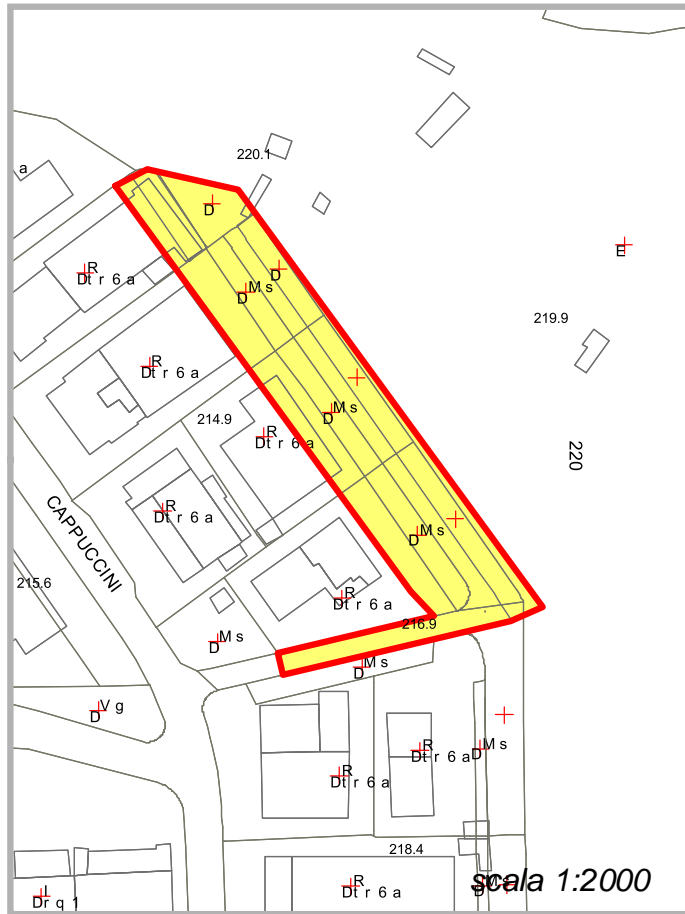 220.1
a
E
R
Dt r 6 a
D
D
M s
D
219.9
R
Dt r 6 a
M s
D
214.9
R
Dt r 6 a
220
R
Dt r 6 a
CAPPUCCINI
M s
D
215.6
R
Dt r 6 a
216.9
M s
D
M s
D
V g
D
R
Dt r 6 a
M s
D
R
Dt r 6 a
218.4
I
Dr q 1
R
Dt r 6 a
M s
D
scala 1:2000